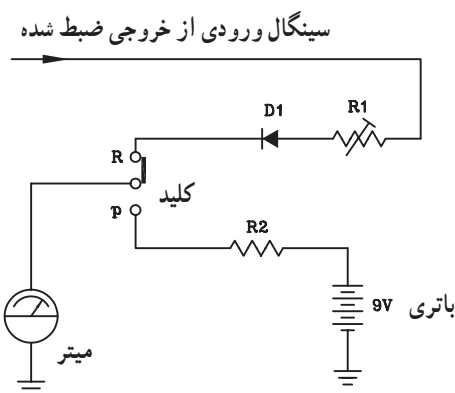 سینگال ورودی از خروجی ضبط شده
D1
R1
R
کلید
p
R2
9V
باتری
میتر